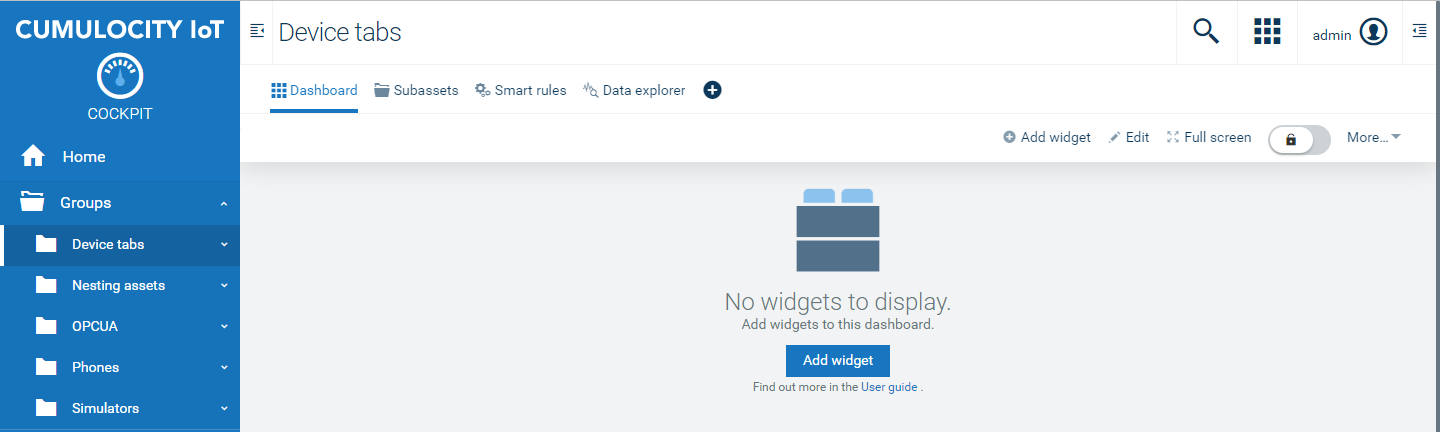 CUMULOCITY IoT
COCKPIT
Home
Groups
Device tabs
Nesting assets
OPCUA
Phones
Simulators
Device tabs
admin
Dashboard Subassets Smart rules Data explorer
Add widget Edit Full screen More...
No widgets to display.
Add widgets to this dashboard.
Add widget
Find out more in the User guide .